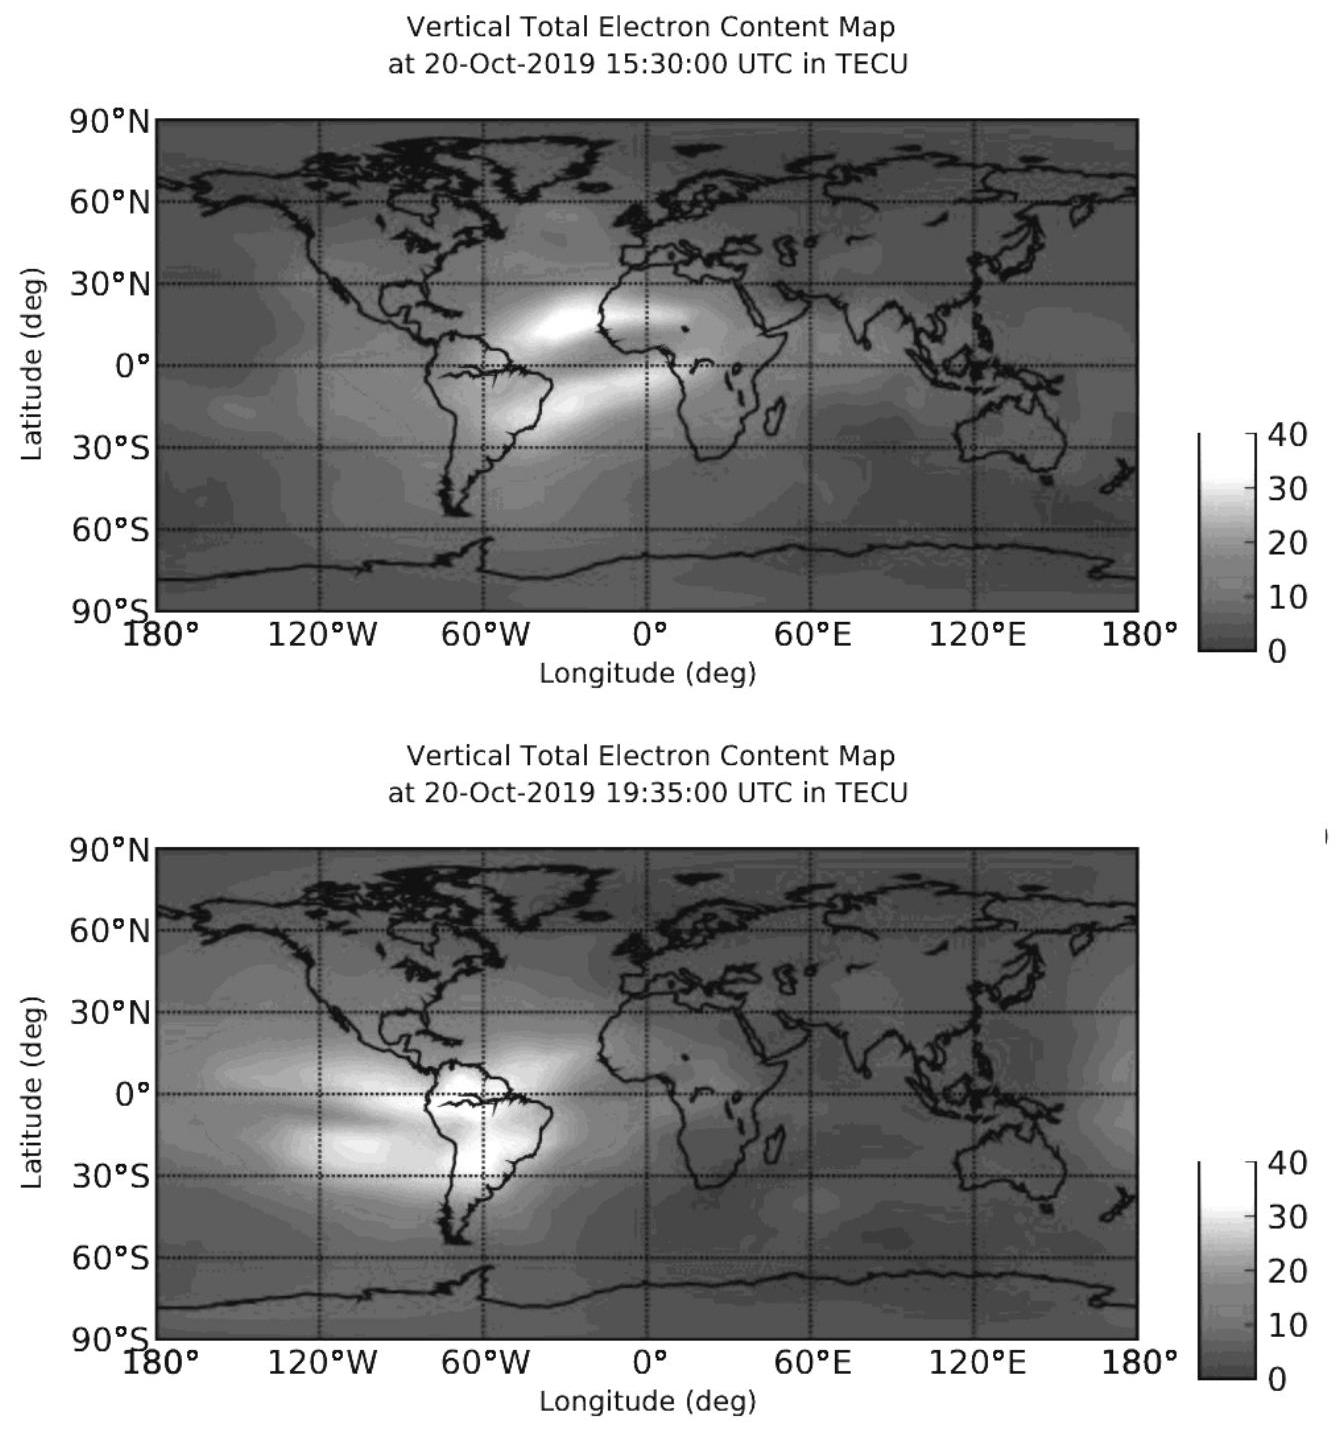 Vertical Total Electron Content Map
at 20-Oct-2019 15:30:00 UTC in TECU
90°N
60°N
30°N
0°
30°S
60°S
90°S
Latitude (deg)
180° 120°W 60°W 0° 60°E 120°E 180°
Longitude (deg)
40
30
20
10
0
Vertical Total Electron Content Map
at 20-Oct-2019 19:35:00 UTC in TECU
90°N
60°N
30°N
0°
30°S
60°S
90°S
Latitude (deg)
180° 120°W 60°W 0° 60°E 120°E 180°
Longitude (deg)
40
30
20
10
0